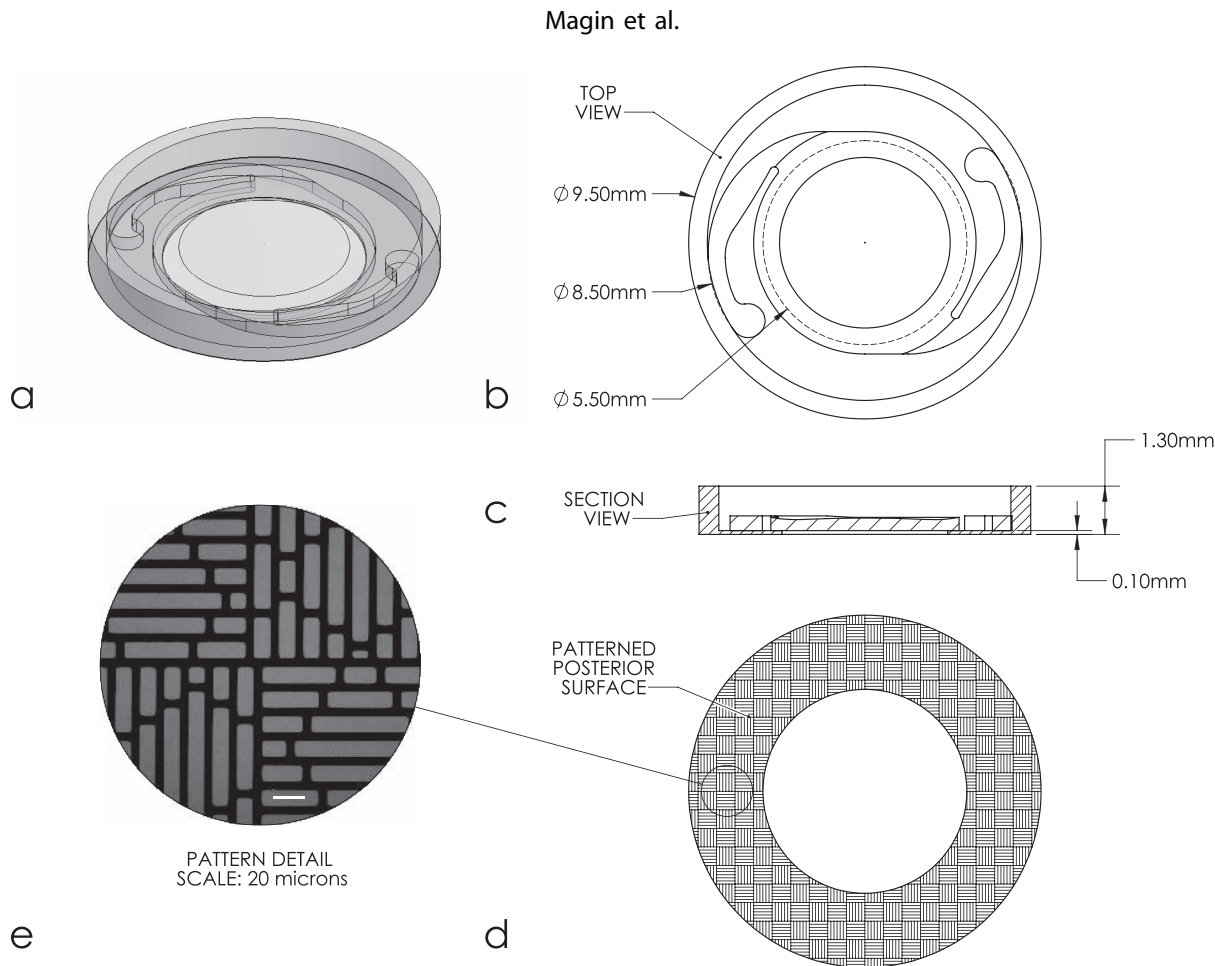 Magin et al.
TOP
VIEW
∅9.50mm
∅8.50mm
∅5.50mm
a
b
1.30mm
SECTION
VIEW
c
0.10mm
PATTERNED
POSTERIOR
SURFACE
PATTERN DETAIL
SCALE: 20 microns
e
d